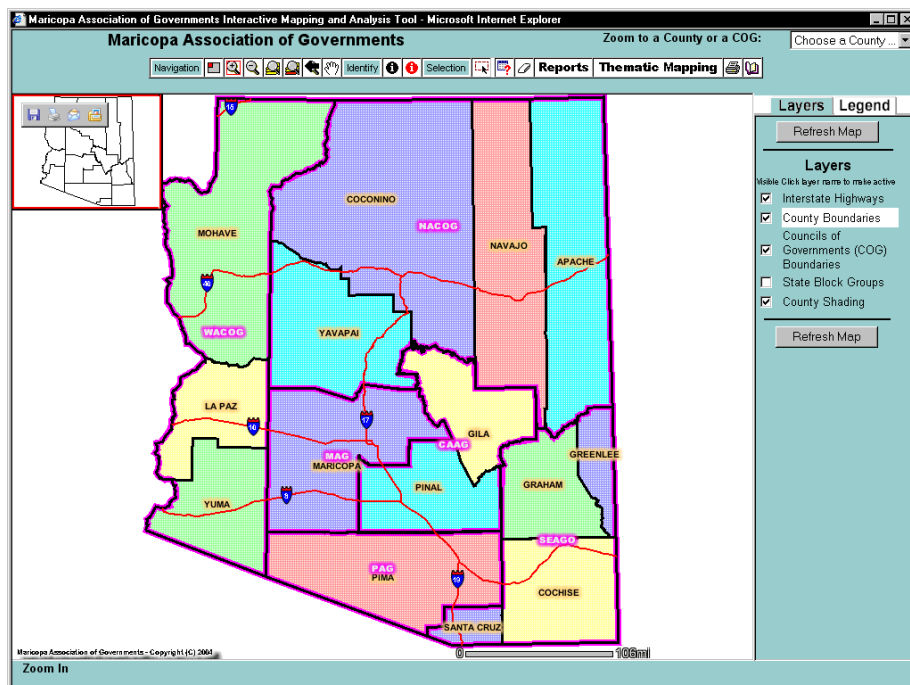 Maricopa Association of Governments Interactive Mapping and Analysis Tool - Microsoft Internet Explorer
Maricopa Association of Governments
Zoom to a County or a COG:
Choose a County ...
Navigation
Identify
Selection
Reports
Thematic Mapping
Layers Legend
Refresh Map
Layers
Visible Click layer name to make active
Interstate Highways
County Boundaries
Councils of
Governments (COG)
Boundaries
State Block Groups
County Shading
Refresh Map
15
COCONINO
NACOG
MOHAVE
NAVAJO
APACHE
40
WACOG
YAVAPAI
LA PAZ
10
17
GILA
CAAG
MAG
MARICOPA
GREENLEE
PINAL
GRAHAM
8
YUMA
SEAGO
PAG
PIMA
19
COCHISE
SANTA CRUZ
Maricopa Association of Governments - Copyright (C) 2004
0 106mi
Zoom In